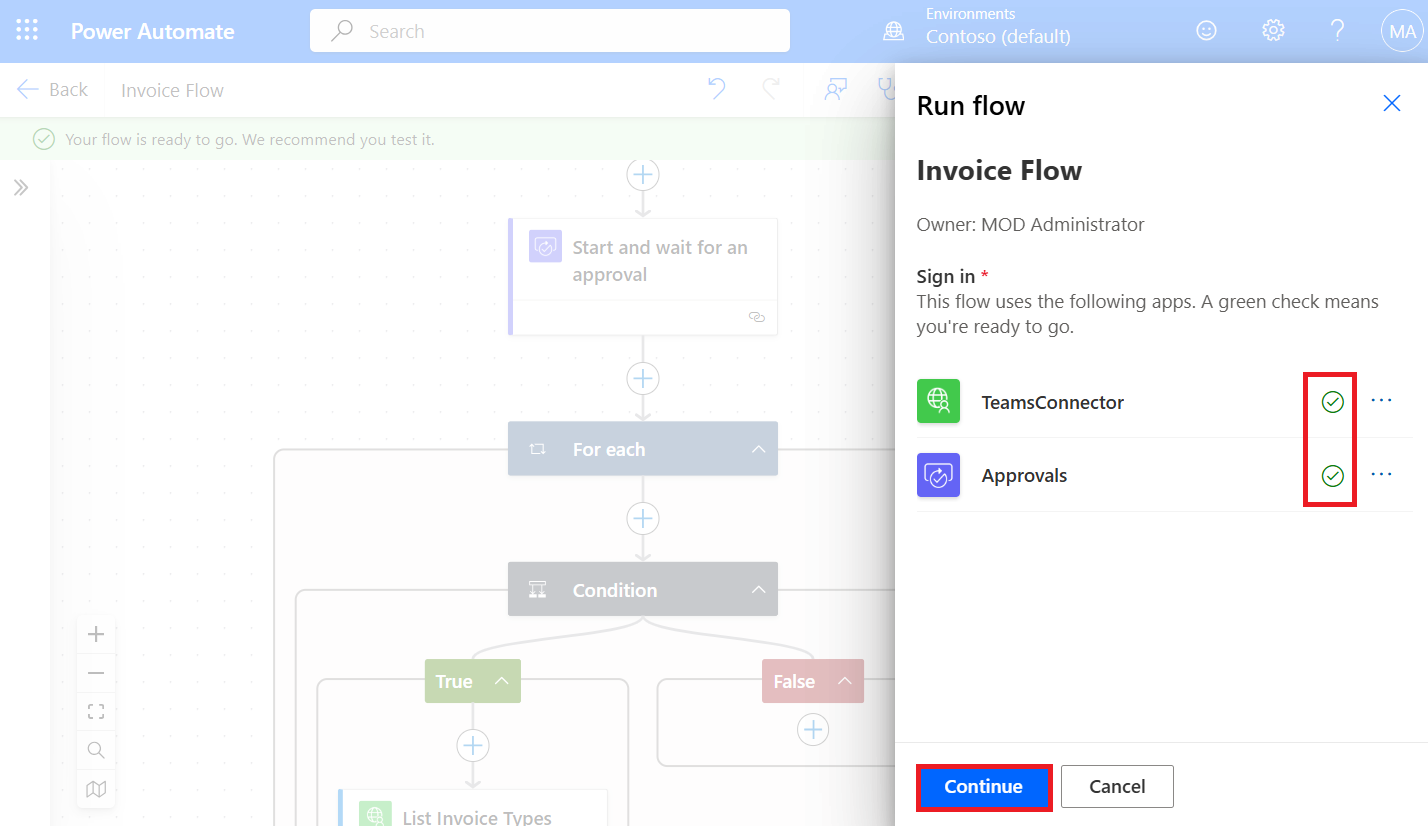 Power Automate
Search
Environments
Contoso (default)
MA
Back
Invoice Flow
Your flow is ready to go. We recommend you test it.
Start and wait for an
approval
For each
Condition
True
False
List Invoice Types
Run flow
Invoice Flow
Owner: MOD Administrator
Sign in *
This flow uses the following apps. A green check means
you're ready to go.
TeamsConnector
Approvals
Continue
Cancel